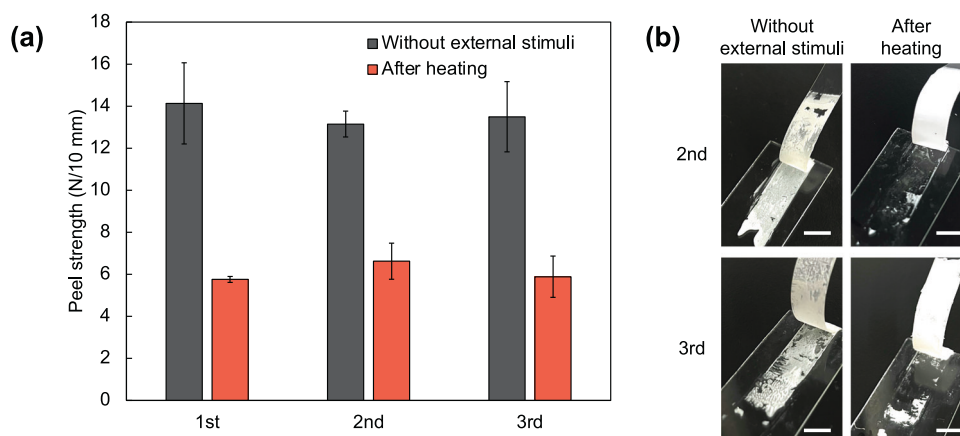 (a)
18
16
14
12
10
8
6
4
2
0
Peel strength (N/10 mm)
Without external stimuli
After heating
1st
2nd
3rd
(b)
Without
external stimuli
After
heating
2nd
3rd